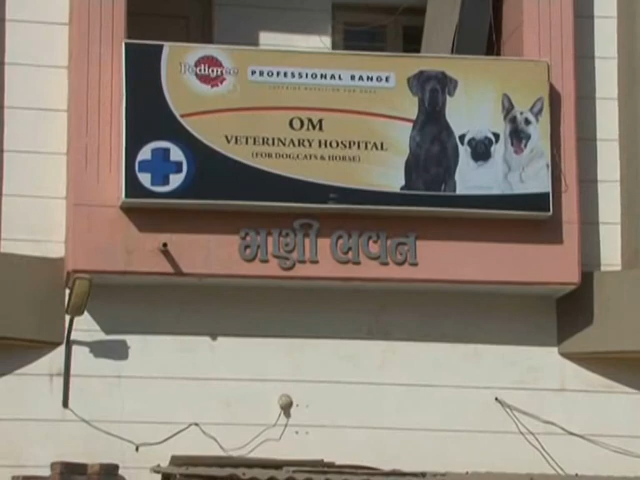 Pedigree
PROFESSIONAL RANGE
OM
VETERINARY HOSPITAL
(FOR DOG,CATS & HORSE)
મણી ભવન